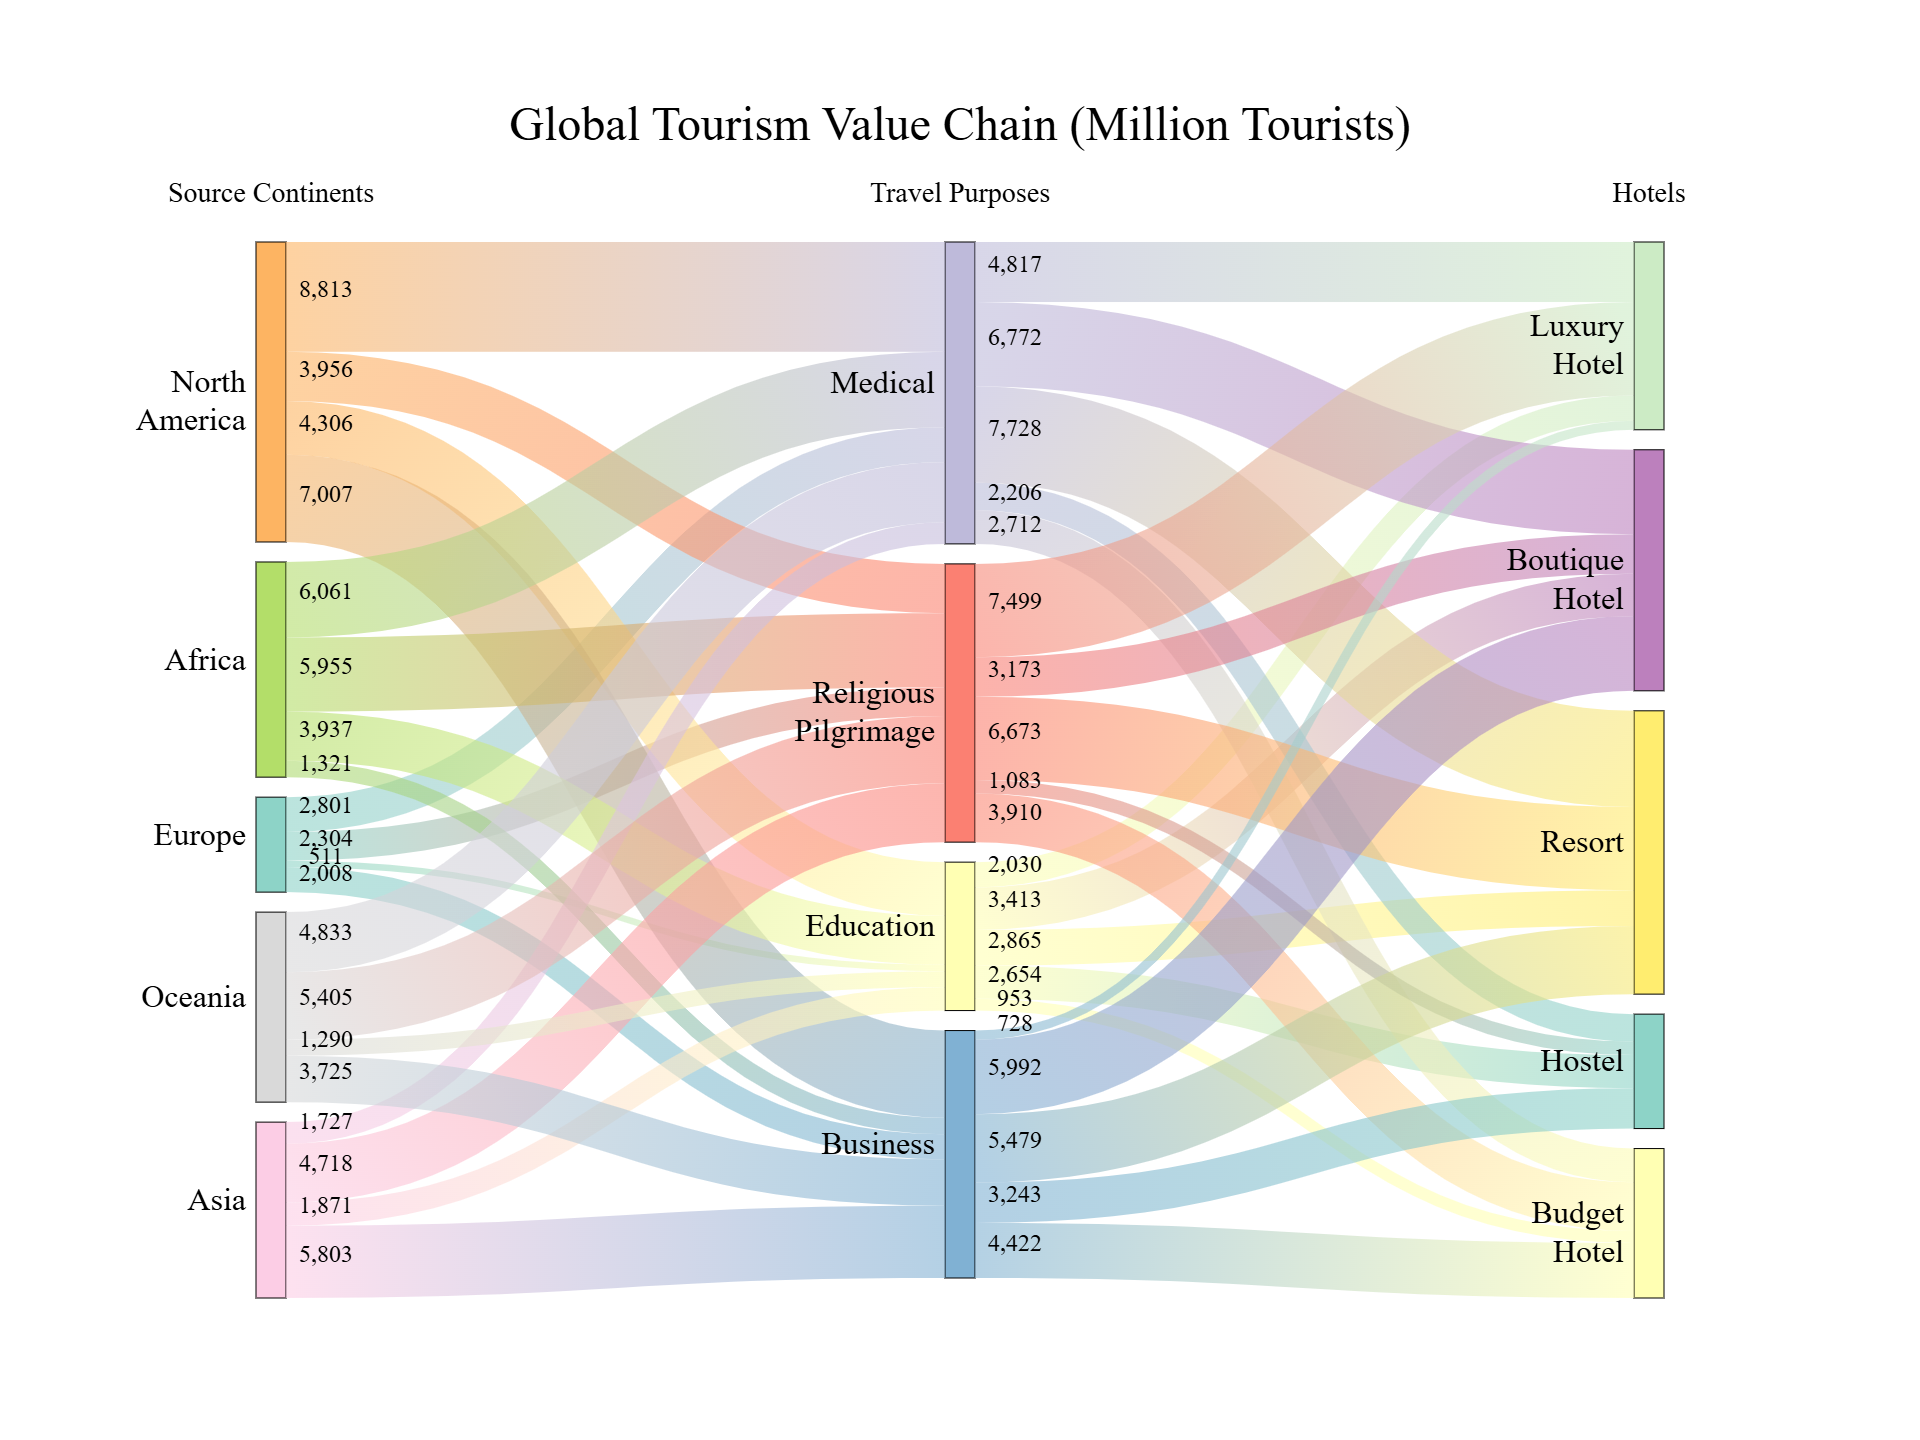 Global Tourism Value Chain (Million Tourists)
Source Continents
Travel Purposes
Hotels
North
America
8,813
3,956
4,306
7,007
Africa
6,061
5,955
3,937
1,321
Europe
2,801
2,304
511
2,008
Oceania
4,833
5,405
1,290
3,725
Asia
1,727
4,718
1,871
5,803
Medical
4,817
6,772
7,728
2,206
2,712
Religious
Pilgrimage
7,499
3,173
6,673
1,083
3,910
Education
2,030
3,413
2,865
2,654
953
Business
728
5,992
5,479
3,243
4,422
Luxury
Hotel
Boutique
Hotel
Resort
Hostel
Budget
Hotel